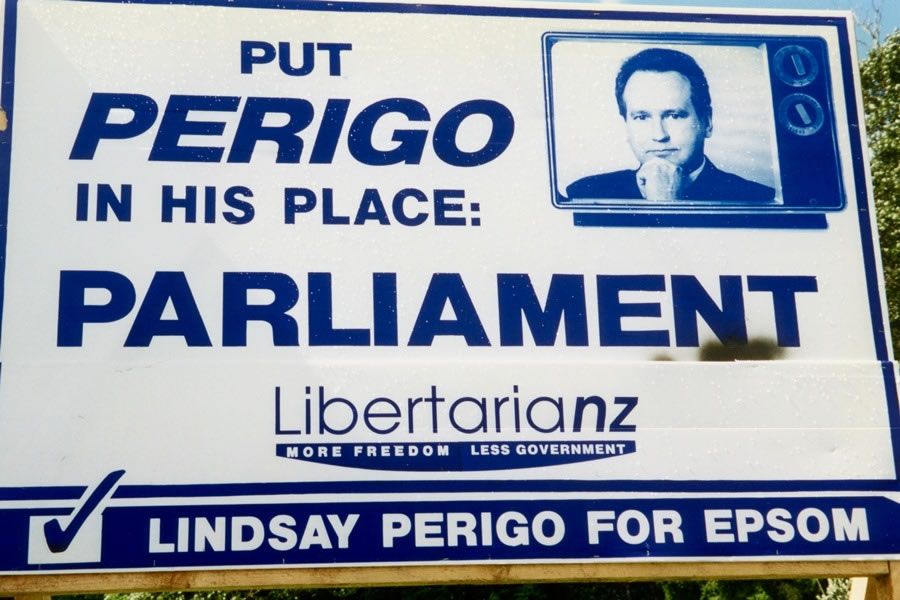 PUT
PERIGO
IN HIS PLACE:
PARLIAMENT
Libertarianz
MORE FREEDOM LESS GOVERNMENT
LINDSAY PERIGO FOR EPSOM